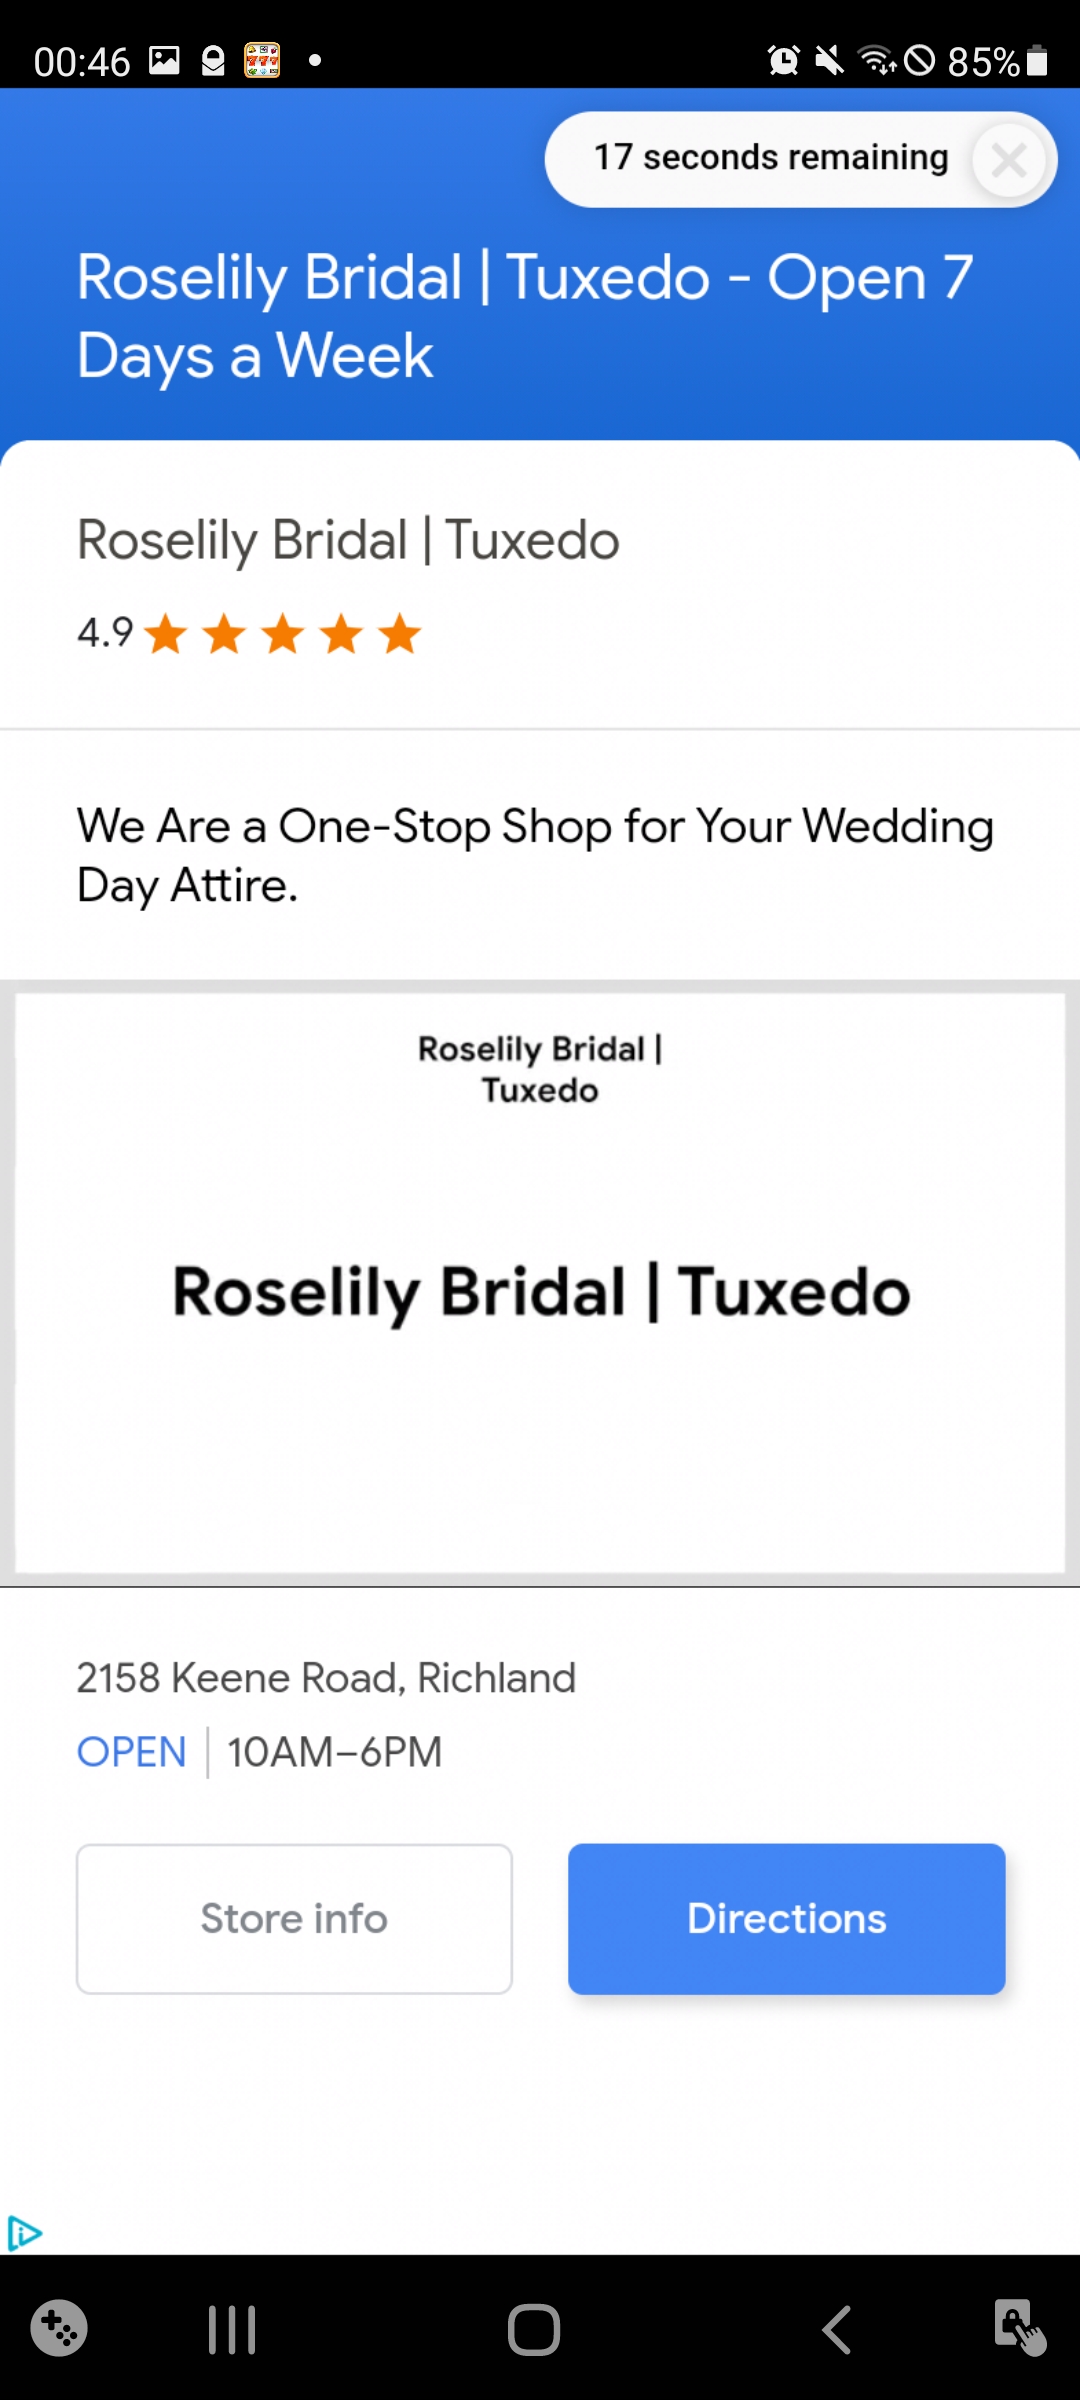 00:46
85%
17 seconds remaining
Roselily Bridal | Tuxedo - Open 7
Days a Week
Roselily Bridal | Tuxedo
4.9
We Are a One-Stop Shop for Your Wedding
Day Attire.
Roselily Bridal |
Tuxedo
Roselily Bridal | Tuxedo
2158 Keene Road, Richland
OPEN | 10AM–6PM
Store info
Directions